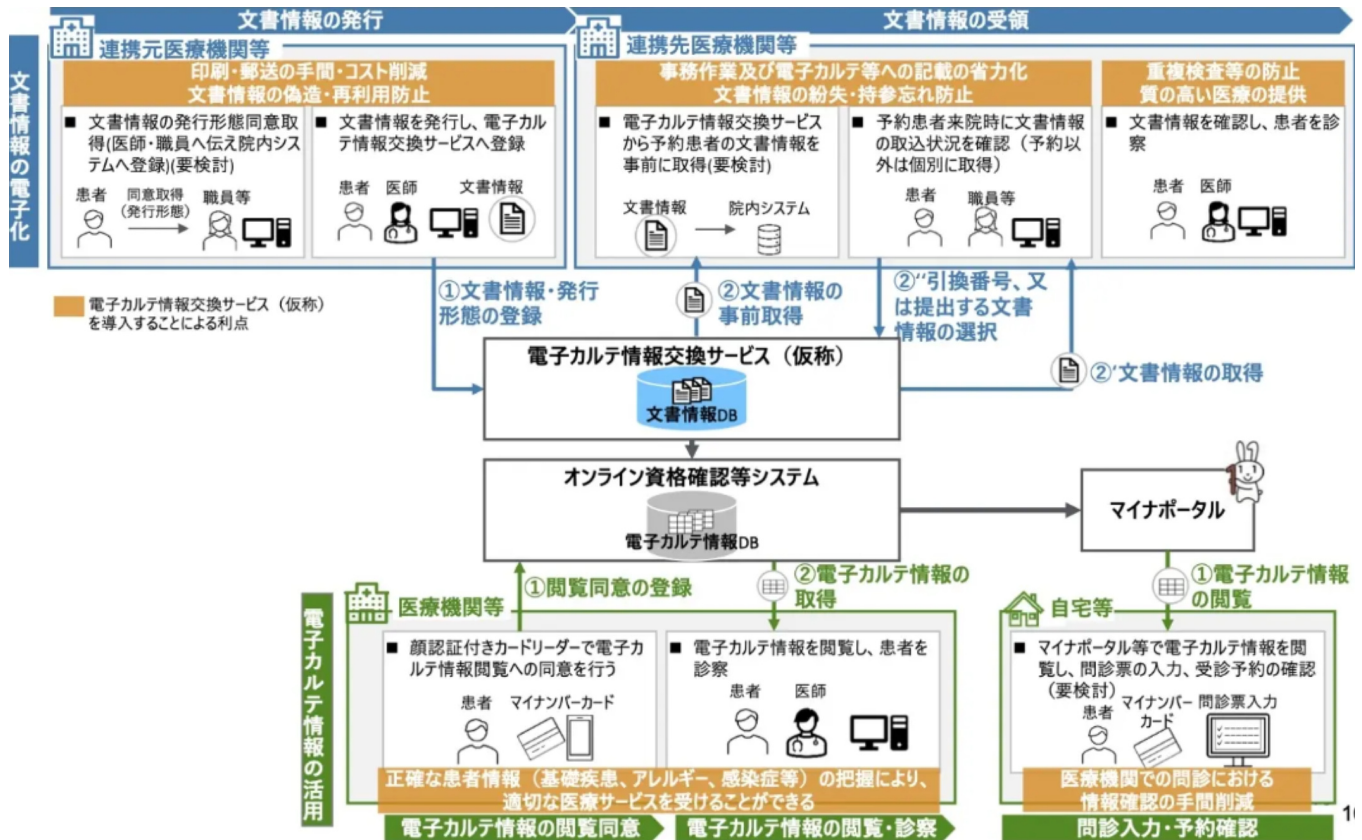 文書情報の発行
文書情報の受領
文書情報の電子化
連携元医療機関等
印刷・郵送の手間・コスト削減
文書情報の偽造・再利用防止
■ 文書情報の発行形態同意取
得(医師・職員へ伝え院内シス
テムへ登録)(要検討)
患者
同意取得
(発行形態)
職員等
■ 文書情報を発行し、電子カル
テ情報交換サービスへ登録
患者
医師
文書情報
連携先医療機関等
事務作業及び電子カルテ等への記載の省力化
文書情報の紛失・持参忘れ防止
■ 電子カルテ情報交換サービス
から予約患者の文書情報を
事前に取得(要検討)
文書情報
院内システム
■ 予約患者来院時に文書情報
の取込状況を確認（予約以
外は個別に取得）
患者
職員等
重複検査等の防止
質の高い医療の提供
■ 文書情報を確認し、患者を診
察
患者
医師
電子カルテ情報交換サービス（仮称）
を導入することによる利点
①文書情報・発行
形態の登録
②文書情報の
事前取得
②‘‘引換番号、又
は提出する文書
情報の選択
②‘文書情報の取得
電子カルテ情報交換サービス（仮称）
文書情報DB
オンライン資格確認等システム
電子カルテ情報DB
マイナポータル
①閲覧同意の登録
②電子カルテ情報の
取得
①電子カルテ情報
の閲覧
電子カルテ情報の活用
医療機関等
■ 顔認証付きカードリーダーで電子カ
ルテ情報閲覧への同意を行う
患者
マイナンバーカード
■ 電子カルテ情報を閲覧し、患者を
診察
患者
医師
正確な患者情報（基礎疾患、アレルギー、感染症等）の把握により、
適切な医療サービスを受けることができる
電子カルテ情報の閲覧同意
電子カルテ情報の閲覧・診察
自宅等
■ マイナポータル等で電子カルテ情報を閲
覧し、問診票の入力、受診予約の確認
（要検討）
患者
マイナンバー
カード
問診票入力
医療機関での問診における
情報確認の手間削減
問診入力・予約確認